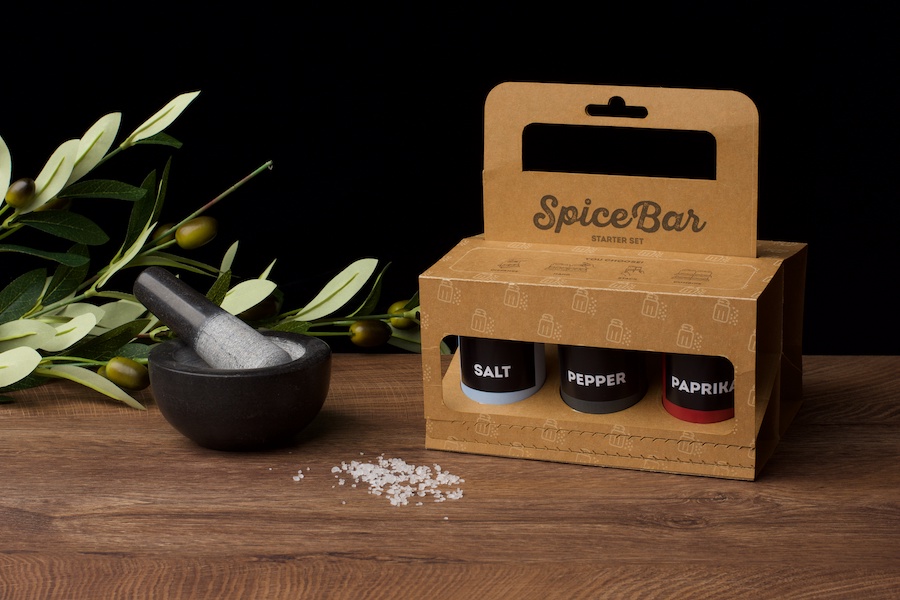 SpiceBar
STARTER SET
SALT
PEPPER
PAPRIKA